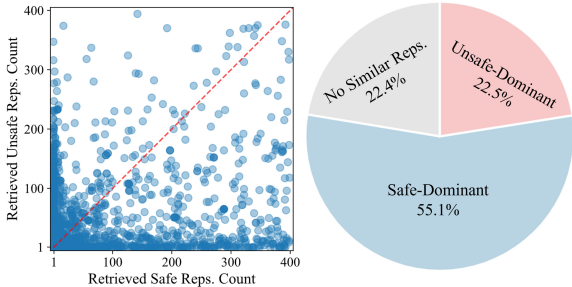 400
300
200
100
1
Retrieved Unsafe Reps. Count
1
100
200
300
400
Retrieved Safe Reps. Count
No Similar Reps.
22.4%
Unsafe-Dominant
22.5%
Safe-Dominant
55.1%